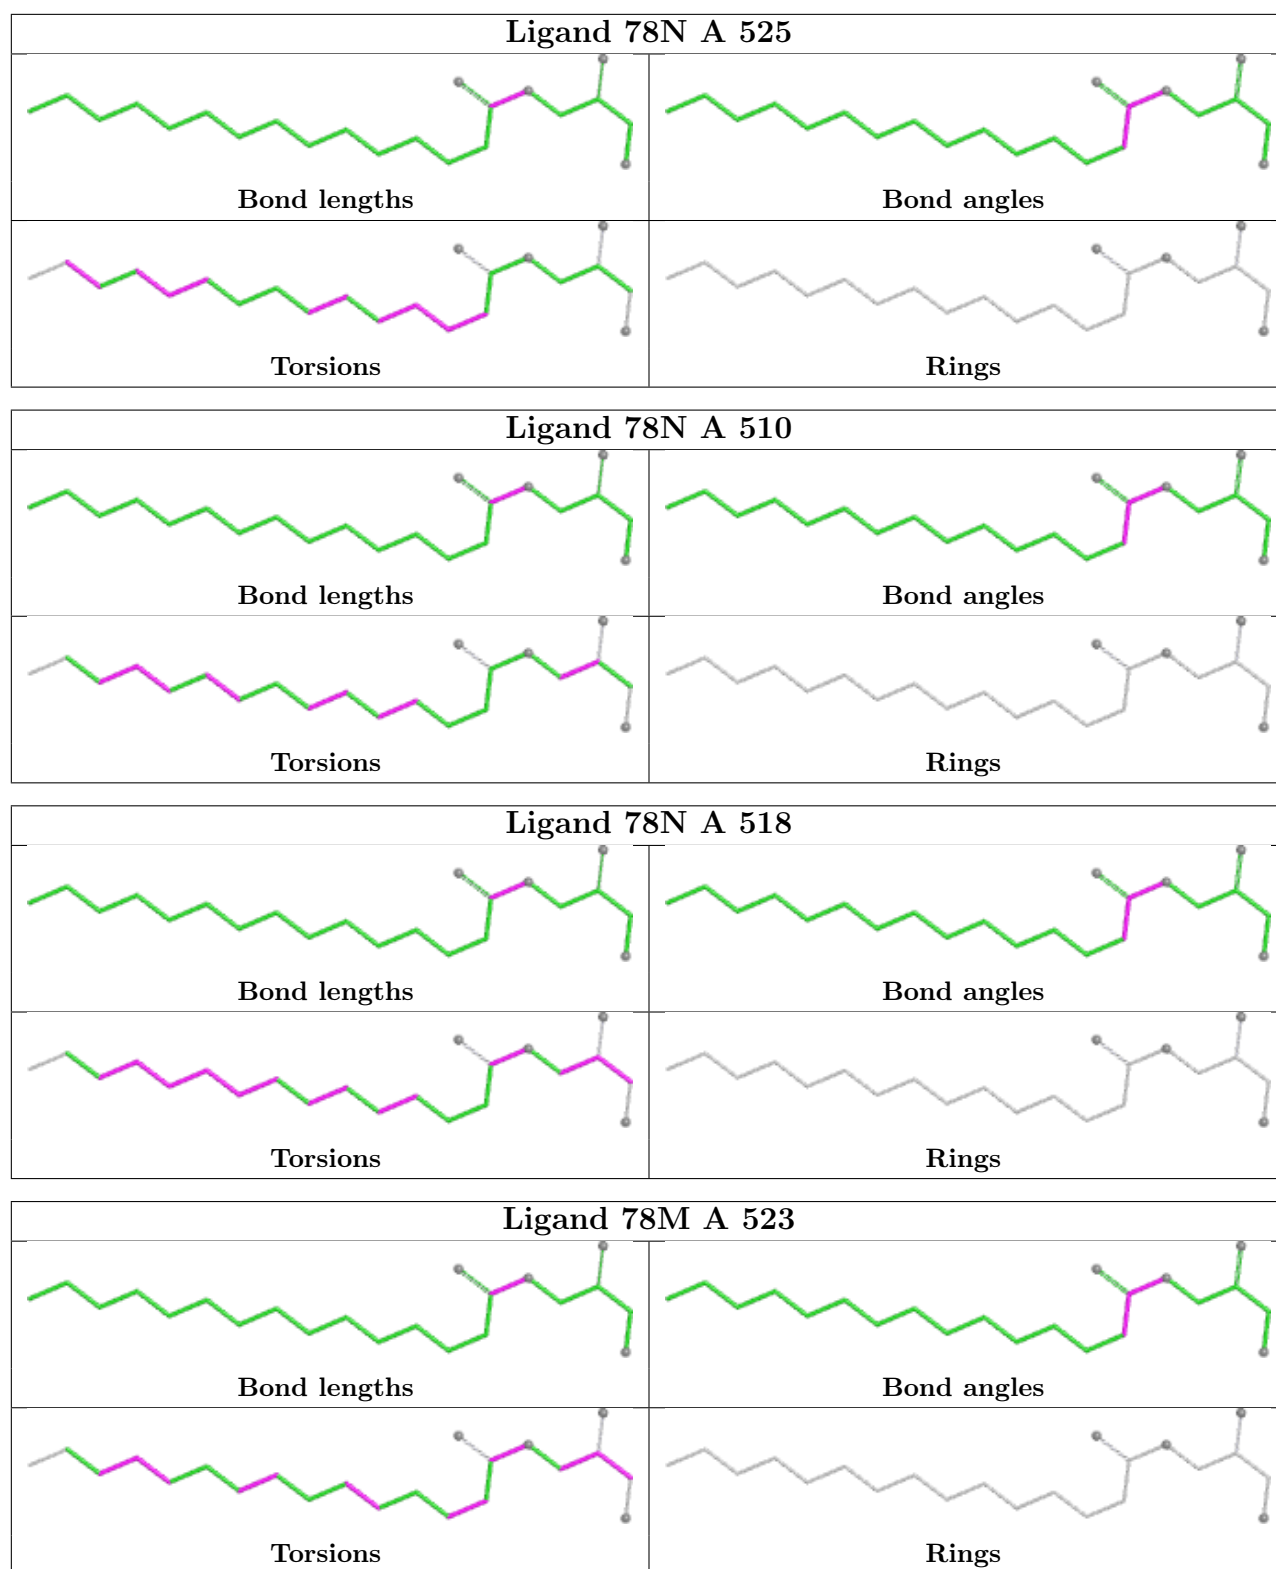 Ligand 78N A 525
Bond lengths
Bond angles
Torsions
Rings
Ligand 78N A 510
Bond lengths
Bond angles
Torsions
Rings
Ligand 78N A 518
Bond lengths
Bond angles
Torsions
Rings
Ligand 78M A 523
Bond lengths
Bond angles
Torsions
Rings